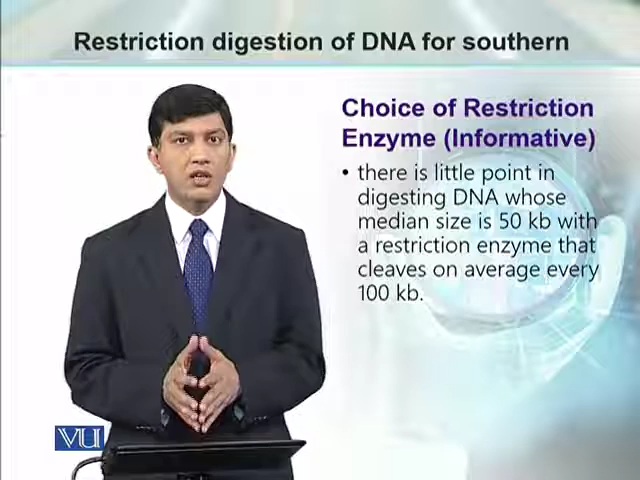 Restriction digestion of DNA for southern
Choice of Restriction
Enzyme (Informative)
• there is little point in
digesting DNA whose
median size is 50 kb with
a restriction enzyme that
cleaves on average every
100 kb.
VU